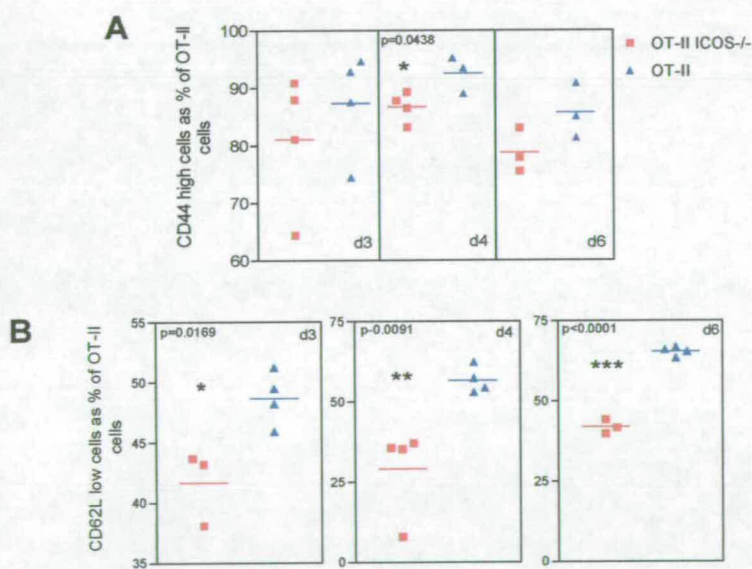 A
CD44 high cells as % of OT-II
cells
100
90
80
70
60
p=0.0438
*
d3
d4
d6
OT-II ICOS-/-
OT-II
B
CD62L low cells as % of OT-II
cells
55
50
45
40
35
p=0.0169
*
d3
75
50
25
0
p=0.0091
**
d4
75
50
25
0
p<0.0001
***
d6